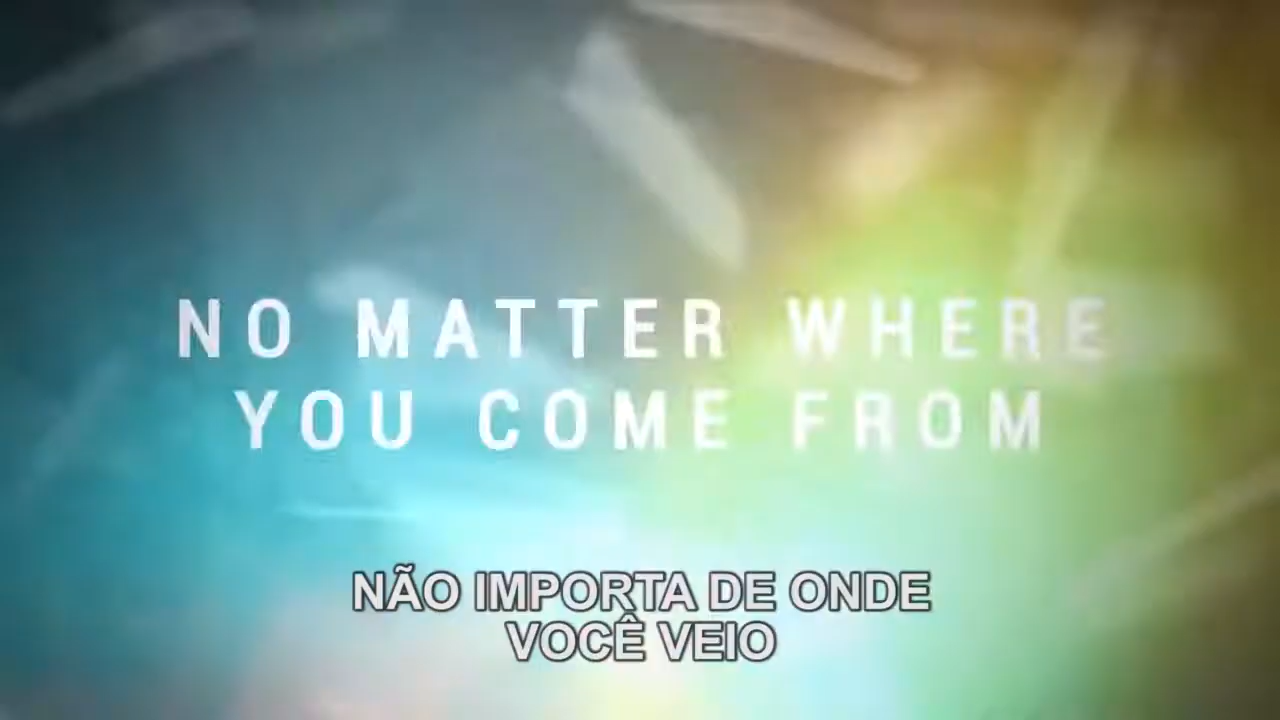 NO MATTER WHERE
YOU COME FROM
NÃO IMPORTA DE ONDE
VOCÊ VEIO